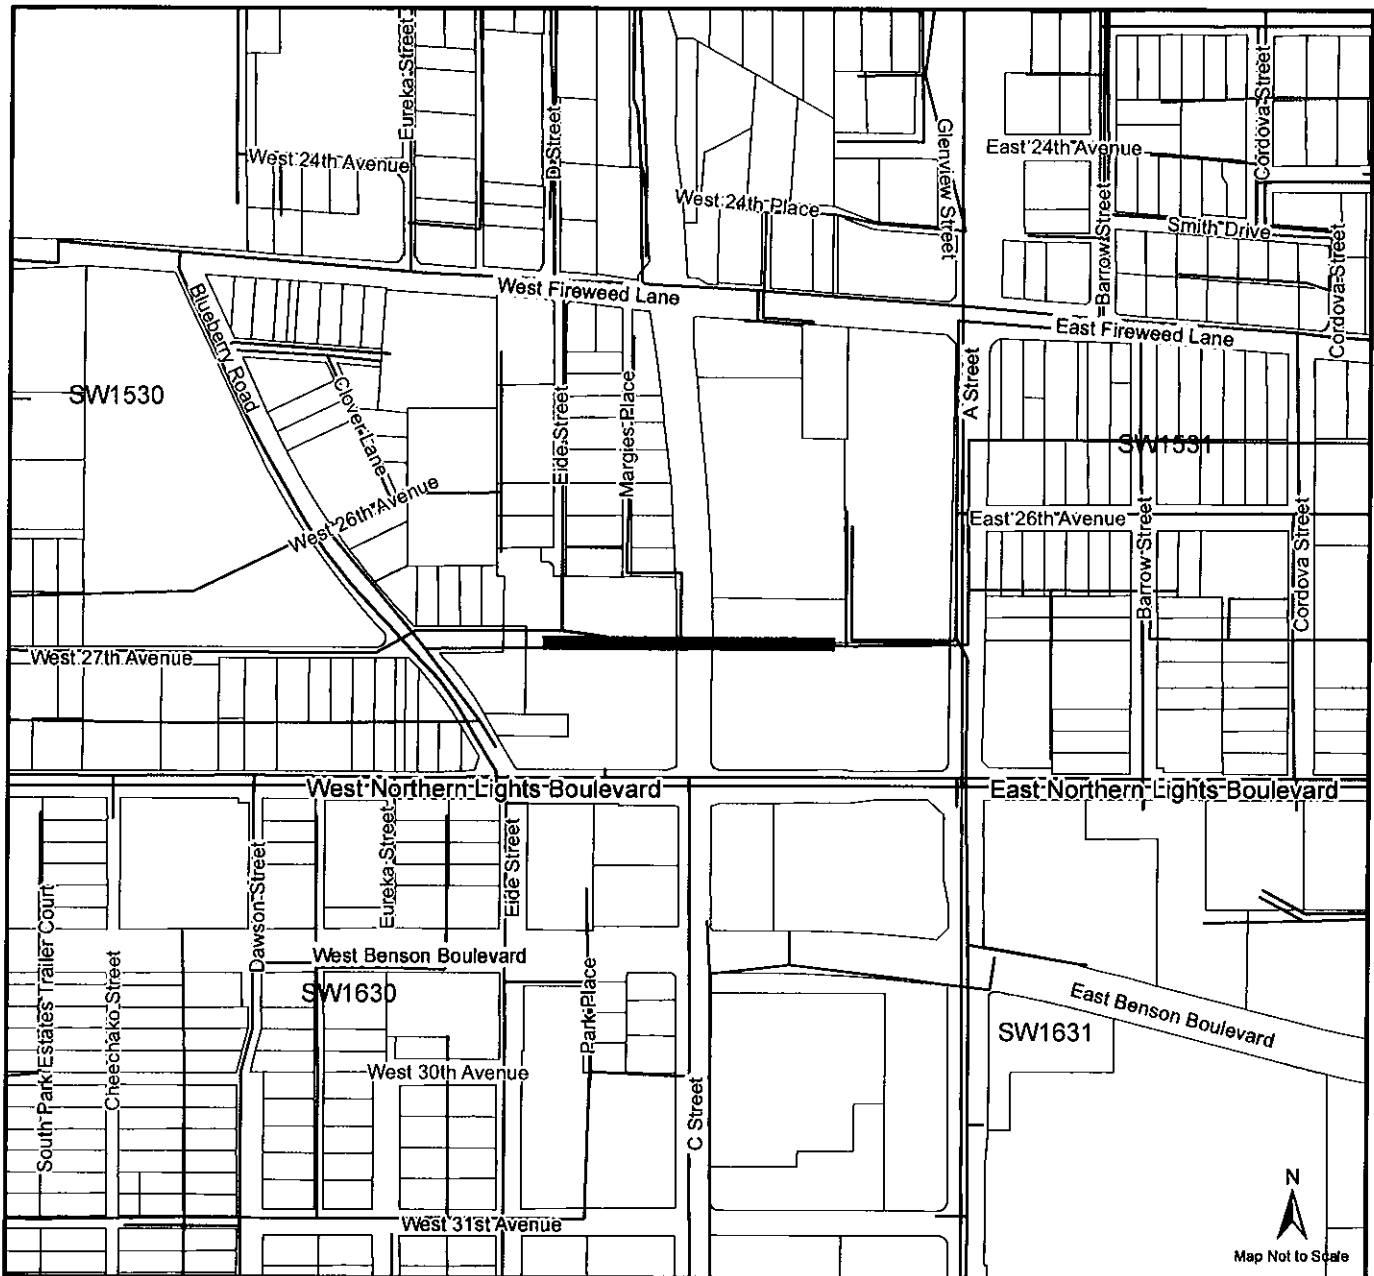 Eureka Street
D Street
Cordova Street
Glenview Street
East 24th Avenue
West 24th Avenue
West 24th Place
Barrow Street
Smith Drive
Cordova Street
West Fireweed Lane
East Fireweed Lane
Blueberry Road
Clover Lane
Eide Street
Margies Place
A Street
SW1530
SW1531
West 26th Avenue
East 26th Avenue
Barrow Street
Cordova Street
West 27th Avenue
West Northern Lights Boulevard
East Northern Lights Boulevard
Eureka Street
Eide Street
Dawson Street
South Park Estates Trailer Court
Cheechako Street
West Benson Boulevard
Park Place
SW1630
East Benson Boulevard
SW1631
West 30th Avenue
C Street
West 31st Avenue
N
Map Not to Scale